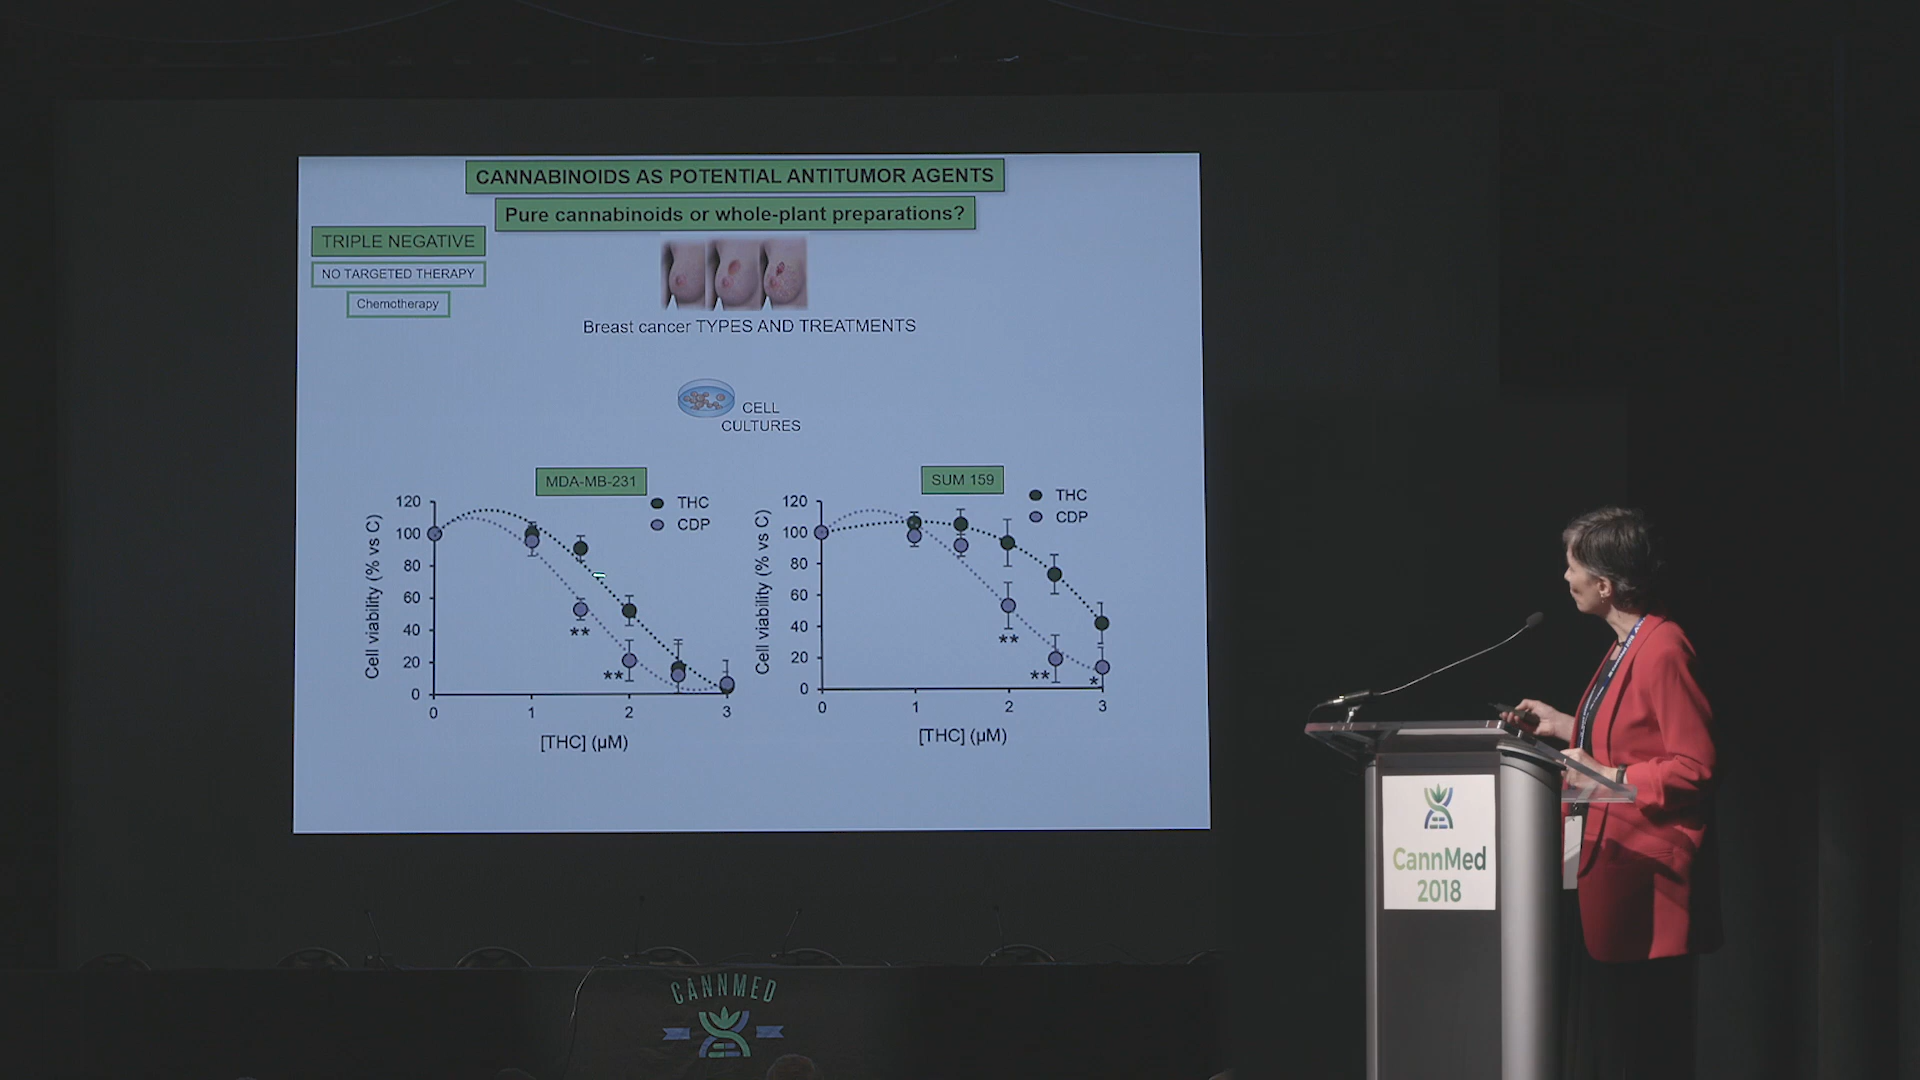 CANNABINOIDS AS POTENTIAL ANTITUMOR AGENTS
Pure cannabinoids or whole-plant preparations?
TRIPLE NEGATIVE
NO TARGETED THERAPY
Chemotherapy
Breast cancer TYPES AND TREATMENTS
CELL
CULTURES
MDA-MB-231
THC
CDP
Cell viability (% vs C)
120
100
80
60
40
20
0
**
**
0 1 2 3
[THC] (µM)
SUM 159
THC
CDP
Cell viability (% vs C)
120
100
80
60
40
20
0
**
**
*
0 1 2 3
[THC] (µM)
CannMed
2018
CANNMED